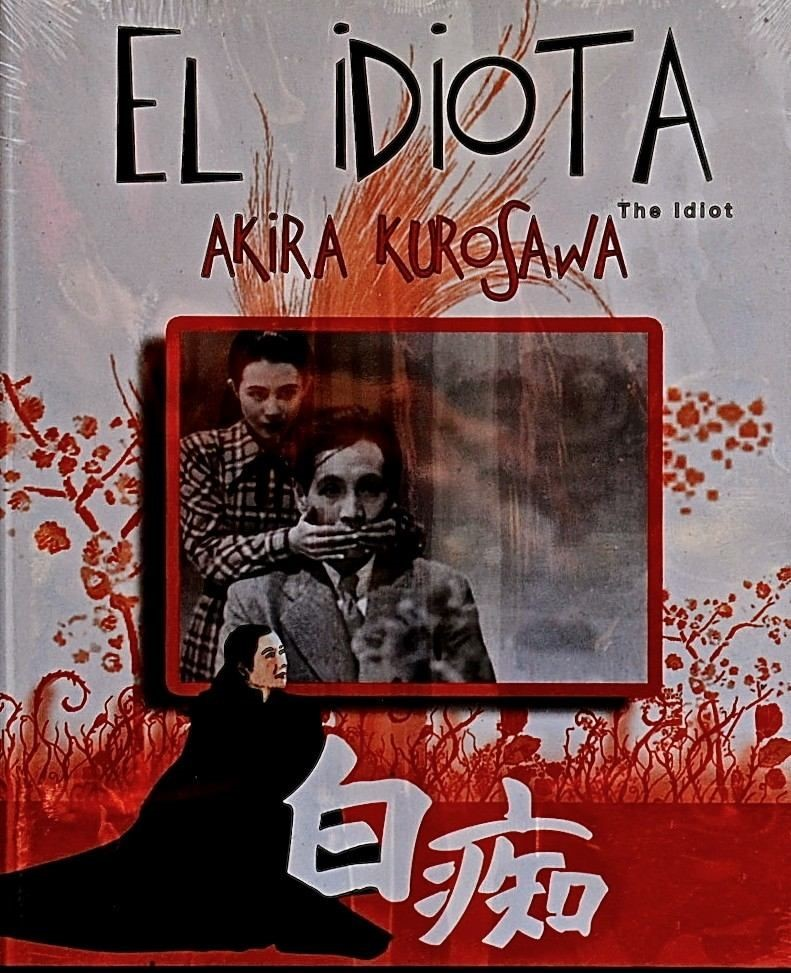 EL iDiOTA
The Idiot
AKiRA KUROSAWA
白痴